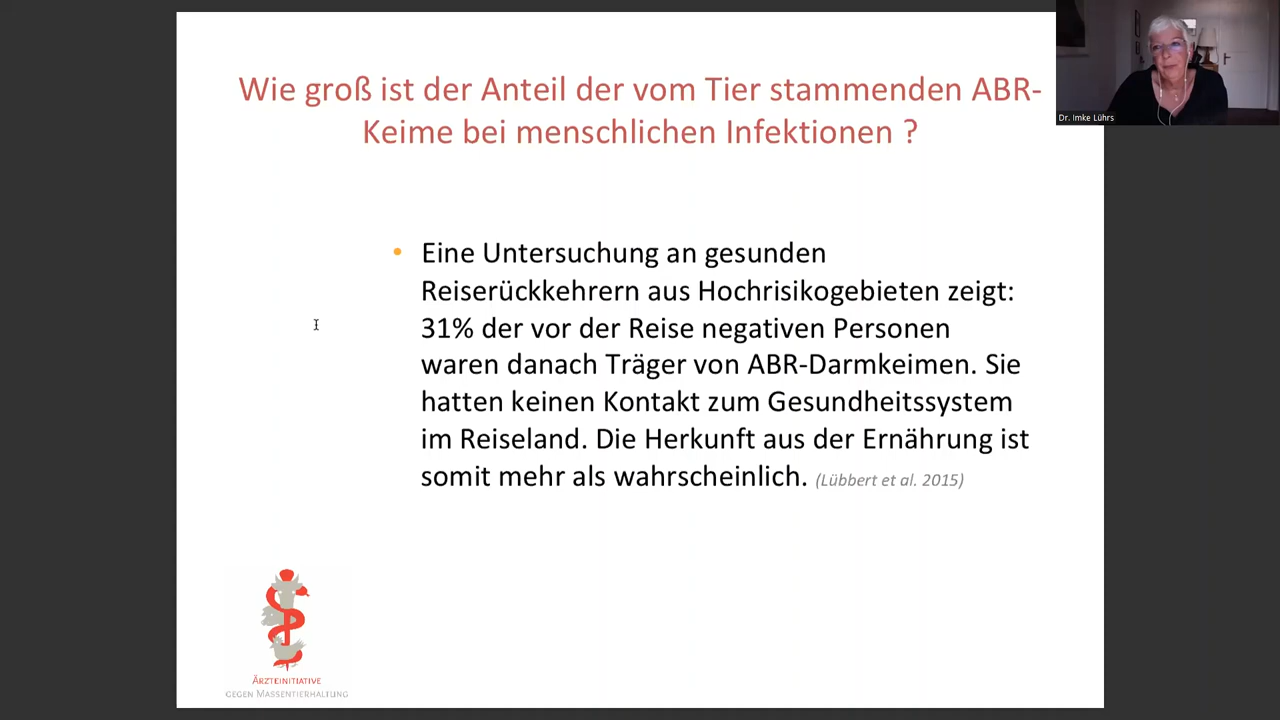 Wie groß ist der Anteil der vom Tier stammenden ABR-
Keime bei menschlichen Infektionen ?
Dr. Imke Lührs
• Eine Untersuchung an gesunden
Reiserückkehrern aus Hochrisikogebieten zeigt:
31% der vor der Reise negativen Personen
waren danach Träger von ABR-Darmkeimen. Sie
hatten keinen Kontakt zum Gesundheitssystem
im Reiseland. Die Herkunft aus der Ernährung ist
somit mehr als wahrscheinlich. (Lübbert et al. 2015)
ÄRZTEINITIATIVE
GEGEN MASSENTIERHALTUNG